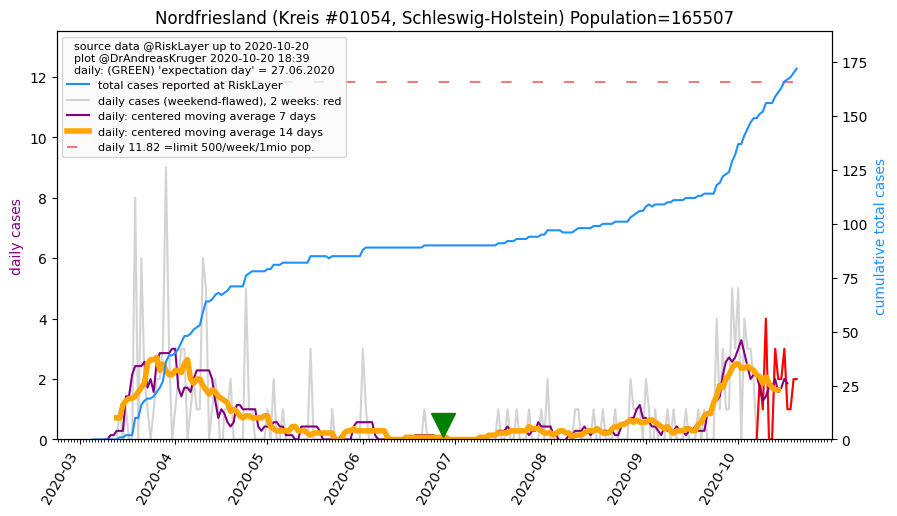 Nordfriesland (Kreis #01054, Schleswig-Holstein) Population=165507
source data @RiskLayer up to 2020-10-20
plot @DrAndreasKruger 2020-10-20 18:39
daily: (GREEN) 'expectation day' = 27.06.2020
total cases reported at RiskLayer
daily cases (weekend-flawed), 2 weeks: red
daily: centered moving average 7 days
daily: centered moving average 14 days
daily 11.82 =limit 500/week/1mio pop.
daily cases
12
10
8
6
4
2
0
cumulative total cases
175
150
125
100
75
50
25
0
2020-03
2020-04
2020-05
2020-06
2020-07
2020-08
2020-09
2020-10